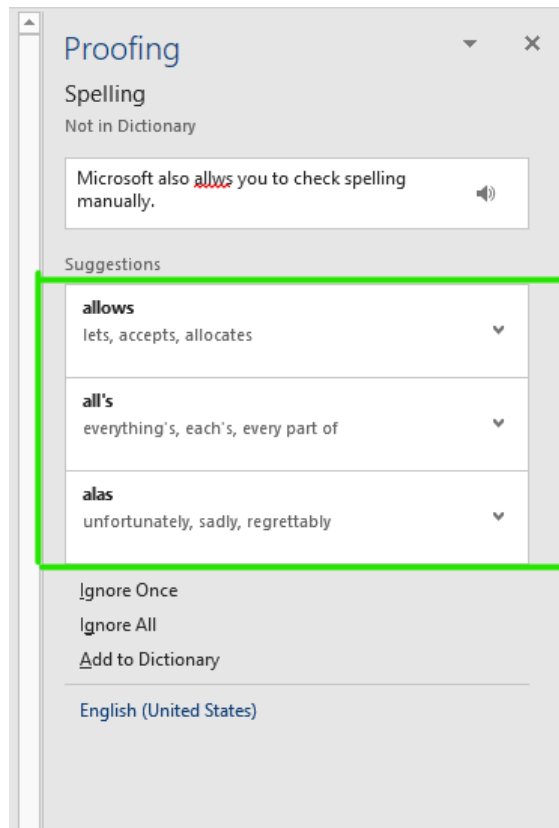 Proofing
Spelling
Not in Dictionary
Microsoft also allws you to check spelling
manually.
Suggestions
allows
lets, accepts, allocates
all's
everything's, each's, every part of
alas
unfortunately, sadly, regrettably
Ignore Once
Ignore All
Add to Dictionary
English (United States)